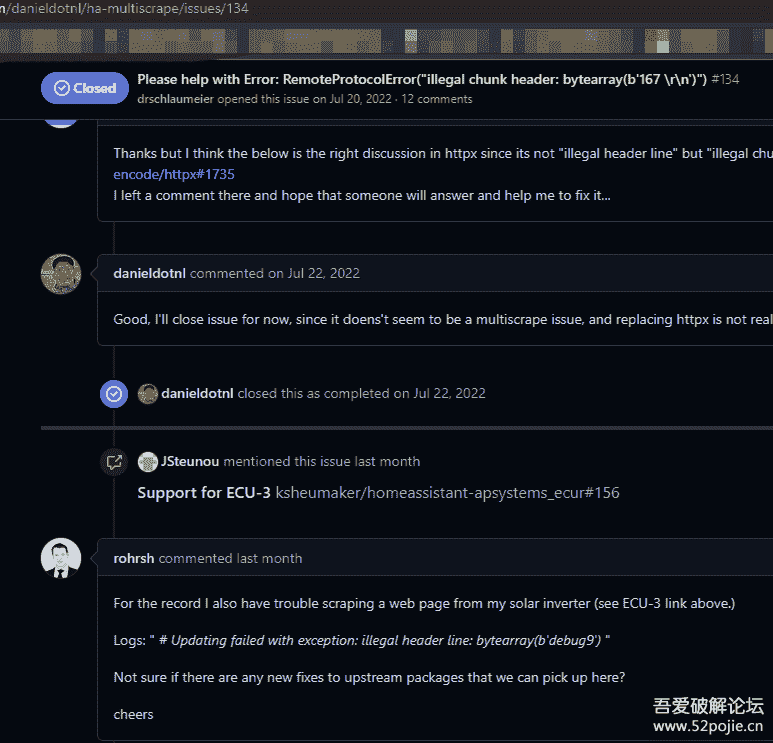 n/danieldotnl/ha-multiscrape/issues/134
Closed
Please help with Error: RemoteProtocolError("illegal chunk header: bytearray(b'167 \r\n')") #134
drschlaumeier opened this issue on Jul 20, 2022 · 12 comments
Thanks but I think the below is the right discussion in httpx since its not "illegal header line" but "illegal chu
encode/httpx#1735
I left a comment there and hope that someone will answer and help me to fix it...
danieldotnl commented on Jul 22, 2022
Good, I'll close issue for now, since it doens't seem to be a multiscrape issue, and replacing httpx is not real
danieldotnl closed this as completed on Jul 22, 2022
JSteunou mentioned this issue last month
Support for ECU-3 ksheumaker/homeassistant-apsystems_ecur#156
rohrsh commented last month
For the record I also have trouble scraping a web page from my solar inverter (see ECU-3 link above.)
Logs: " # Updating failed with exception: illegal header line: bytearray(b'debug9') "
Not sure if there are any new fixes to upstream packages that we can pick up here?
cheers
吾爱破解论坛
www.52pojie.cn